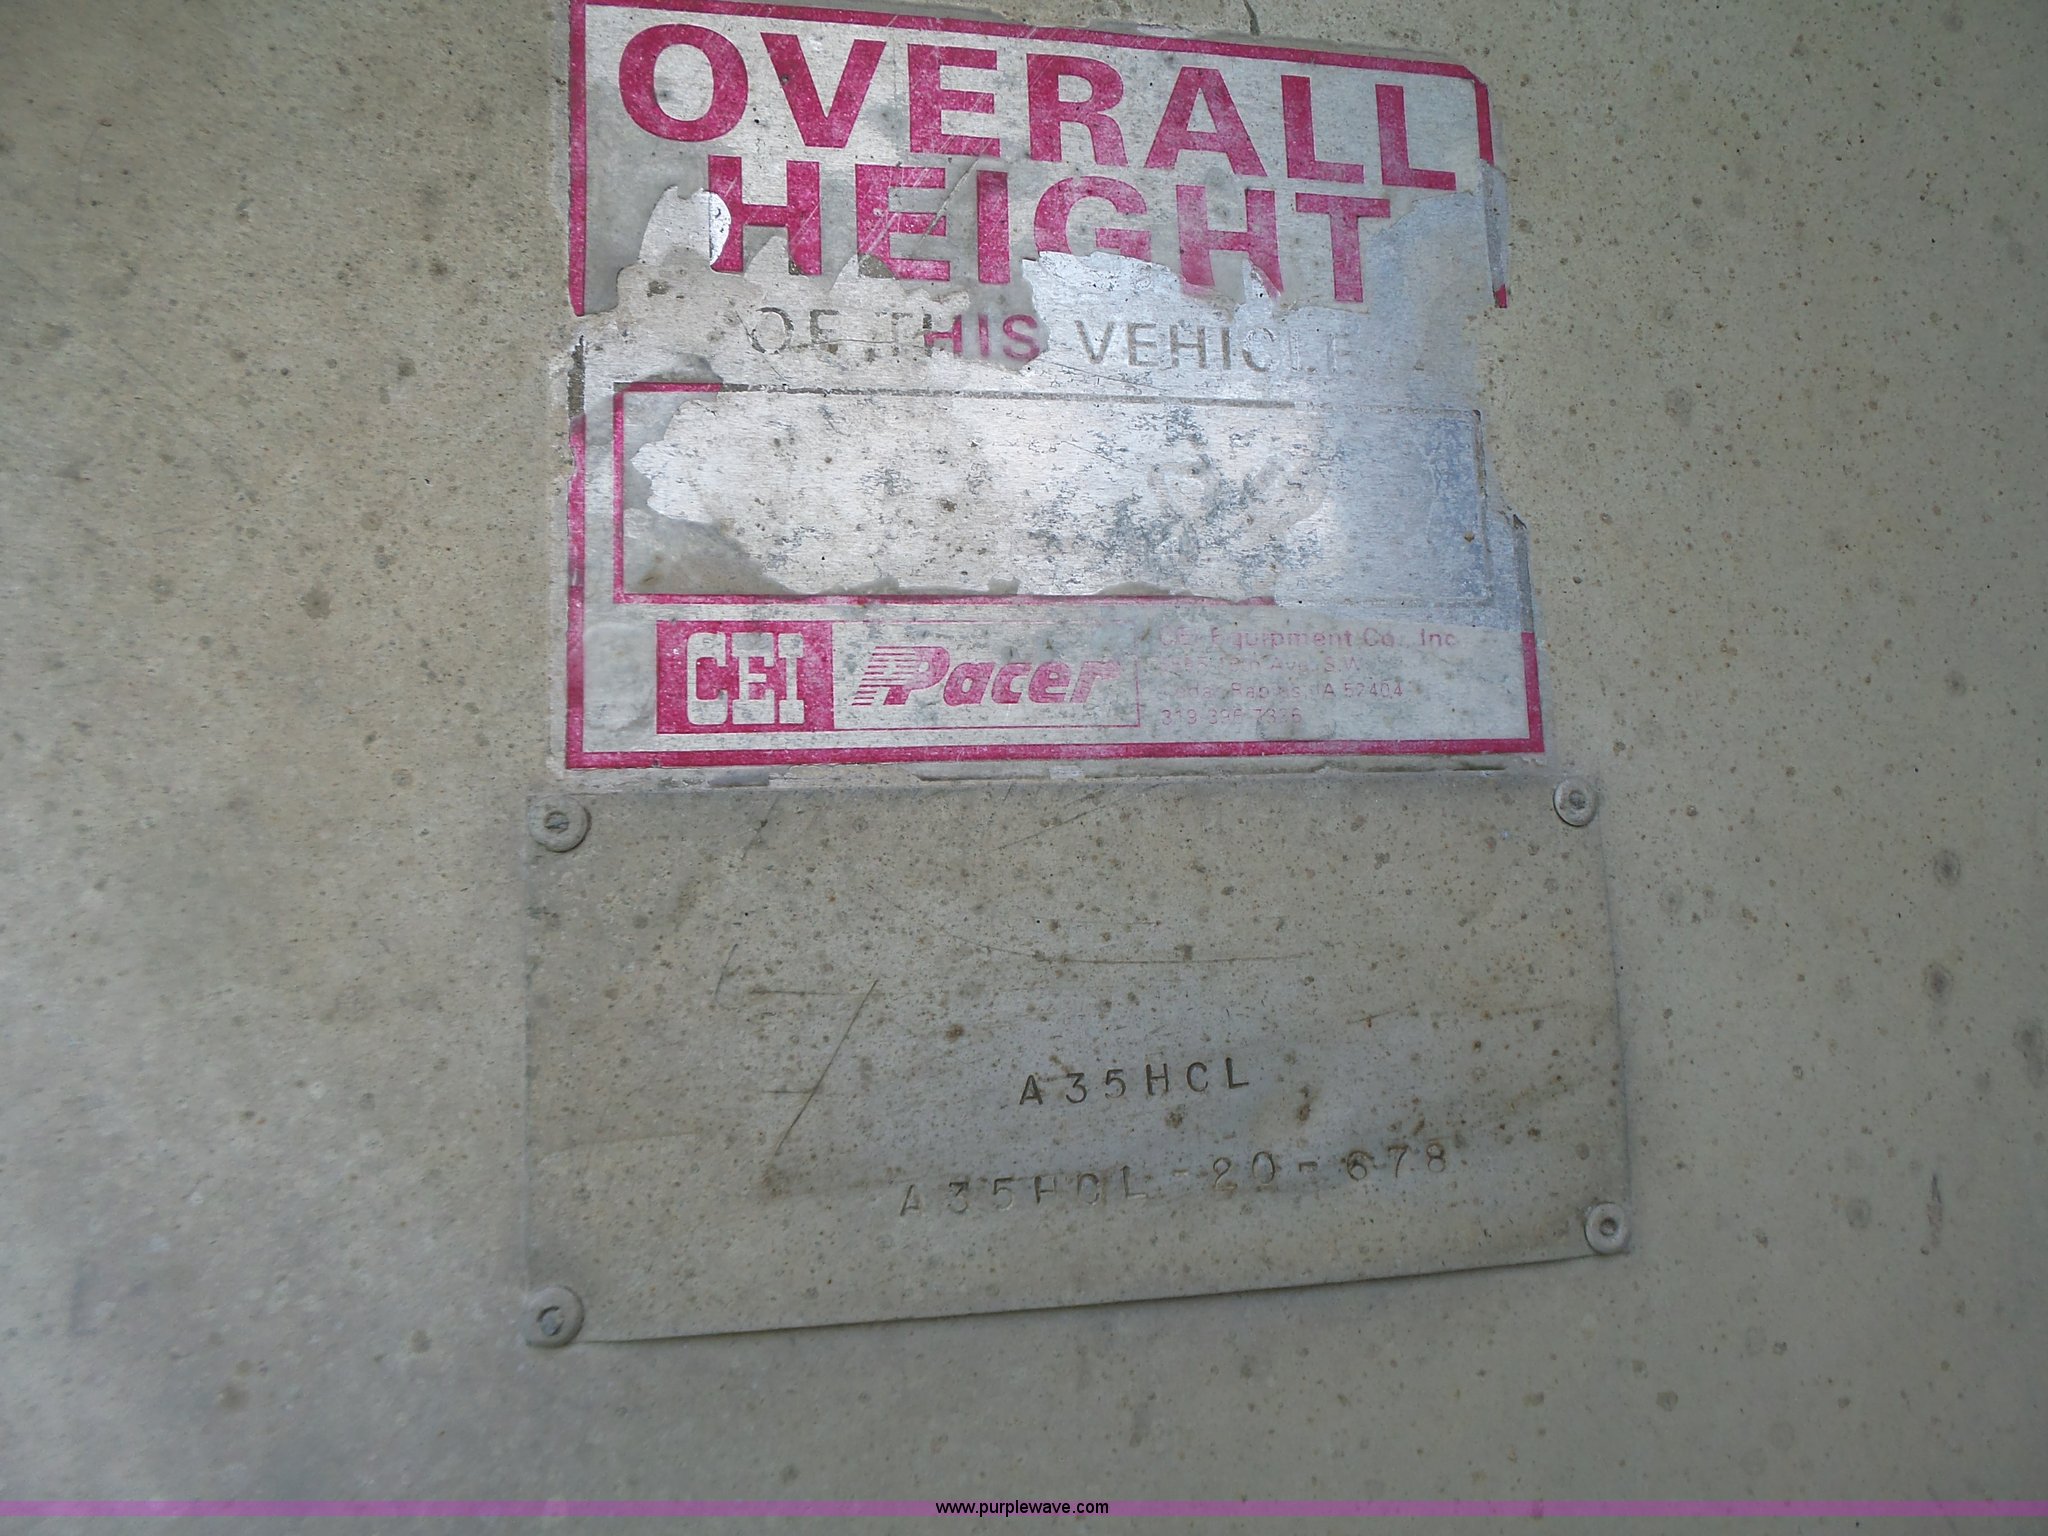 OVERALL
HEIGHT
OF THIS VEHICLE
CEI Pacer
CEI Equipment Co., Inc.
Ave. S.W.
Cedar Rapids, IA 52404
A35HCL
A35HCL-20-678
www.purplewave.com